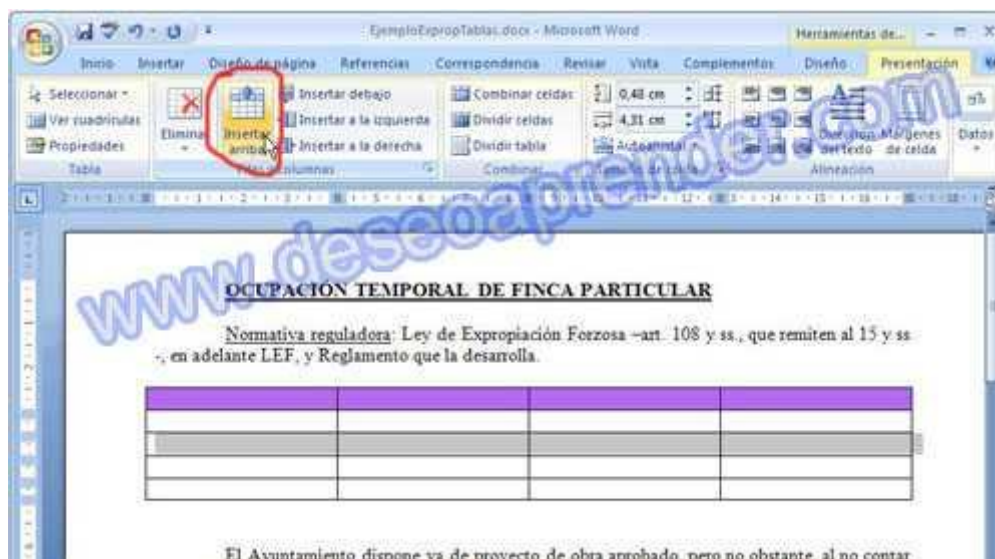 EjemploExpropTablas.docx - Microsoft Word
Herramientas de...
Inicio Insertar Diseño de página Referencias Correspondencia Revisar Vista Complementos Diseño Presentación
Seleccionar
Ver cuadrículas
Propiedades
Tabla
Elimina
Insertar arriba
Insertar debajo
Insertar a la izquierda
Insertar a la derecha
Combinar celdas
Dividir celdas
Dividir tabla
Combinar
0,48 cm
4,31 cm
Autoajustar
Dirección del texto
Márgenes de celda
Alineación
Datos
www.deseoaprender.com
OCUPACIÓN TEMPORAL DE FINCA PARTICULAR
Normativa reguladora: Ley de Expropiación Forzosa –art. 108 y ss., que remiten al 15 y ss
-, en adelante LEF, y Reglamento que la desarrolla.
El Ayuntamiento dispone ya de proyecto de obra aprobado, pero no obstante, al no contar